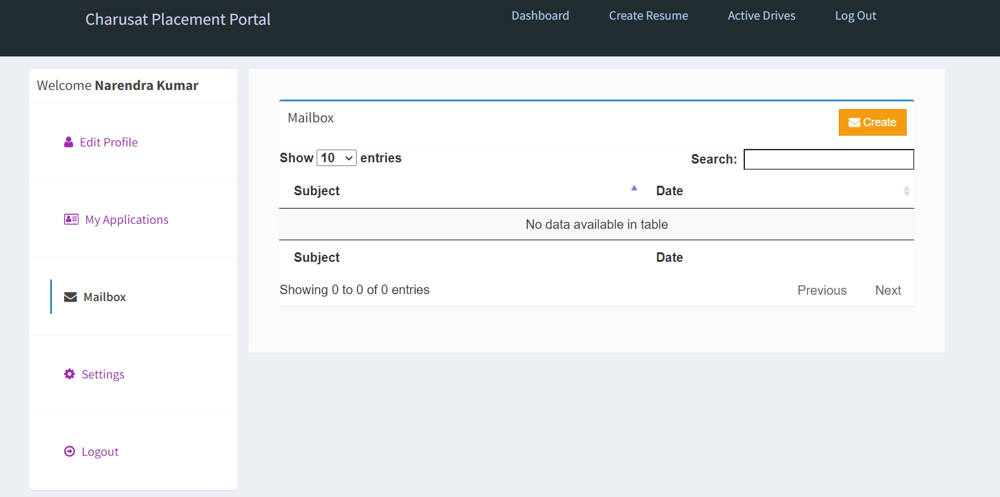 Charusat Placement Portal
Dashboard Create Resume Active Drives Log Out
Welcome Narendra Kumar
Edit Profile
My Applications
Mailbox
Settings
Logout
Mailbox
Create
Show 10 entries
Search:
Subject Date
No data available in table
Subject Date
Showing 0 to 0 of 0 entries
Previous Next